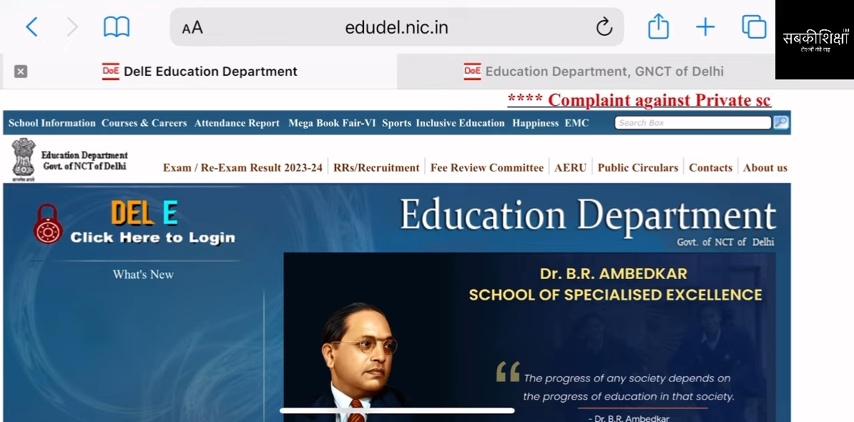 AA
edudel.nic.in
सबकीशिक्षा
DoE DelE Education Department
DoE Education Department, GNCT of Delhi
**** Complaint against Private sc
School Information Courses & Careers Attendance Report Mega Book Fair-VI Sports Inclusive Education Happiness EMC Search Box
Education Department
Govt. of NCT of Delhi
Exam / Re-Exam Result 2023-24 RRs/Recruitment Fee Review Committee AERU Public Circulars Contacts About us
DEL E
Click Here to Login
Education Department
Govt. of NCT of Delhi
What's New
Dr. B.R. AMBEDKAR
SCHOOL OF SPECIALISED EXCELLENCE
“ The progress of any society depends on
the progress of education in that society.
- Dr. B.R. Ambedkar